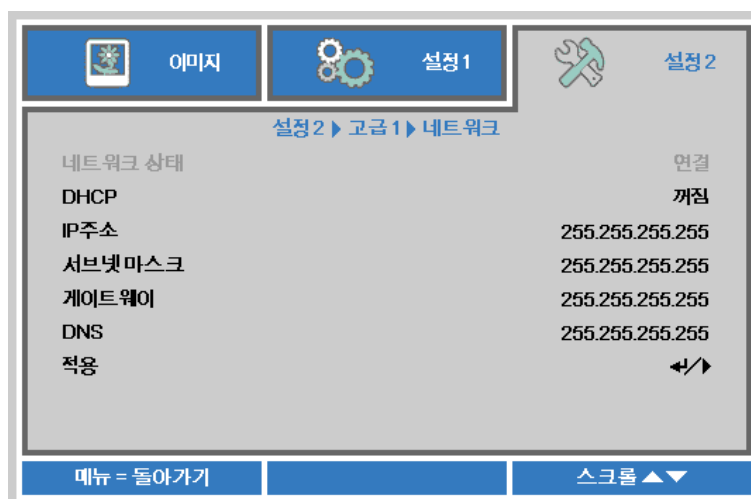 이미지 설정 1 설정 2
설정 2 ▶ 고급 1 ▶ 네트워크
네트워크 상태 연결
DHCP 꺼짐
IP주소 255.255.255.255
서브넷 마스크 255.255.255.255
게이트웨이 255.255.255.255
DNS 255.255.255.255
적용 ↵/▶
메뉴 = 돌아가기 스크롤 ▲▼